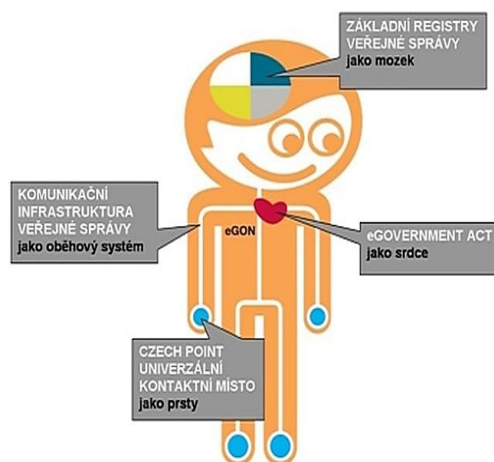 ZÁKLADNÍ REGISTRY
VEŘEJNÉ SPRÁVY
jako mozek
KOMUNIKAČNÍ
INFRASTRUKTURA
VEŘEJNÉ SPRÁVY
jako oběhový systém
eGON
eGOVERNMENT ACT
jako srdce
CZECH POINT
UNIVERZÁLNÍ
KONTAKTNÍ MÍSTO
jako prsty